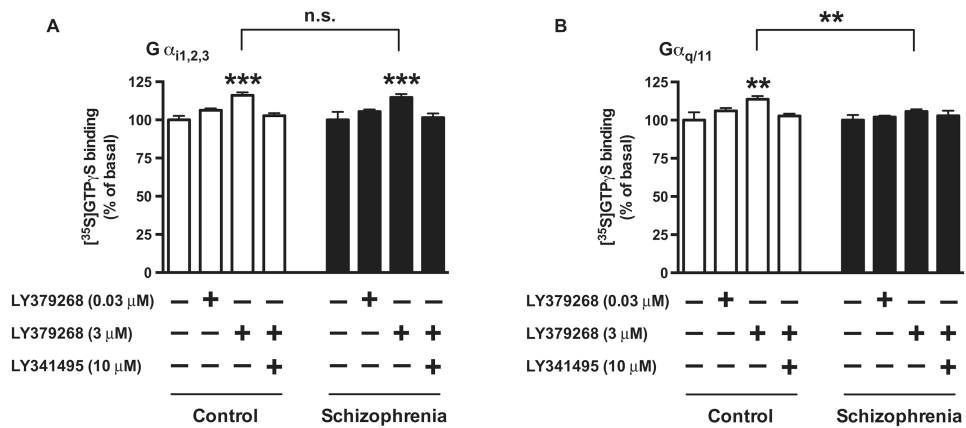 A
n.s.
G αi1,2,3
*** ***
[35S]GTPγS binding
(% of basal)
125
100
75
50
25
0
LY379268 (0.03 μM) − + − − − + − −
LY379268 (3 μM) − − + + − − + +
LY341495 (10 μM) − − − + − − − +
Control Schizophrenia
B
**
Gαq/11
**
[35S]GTPγS binding
(% of basal)
125
100
75
50
25
0
LY379268 (0.03 μM) − + − − − + − −
LY379268 (3 μM) − − + + − − + +
LY341495 (10 μM) − − − + − − − +
Control Schizophrenia